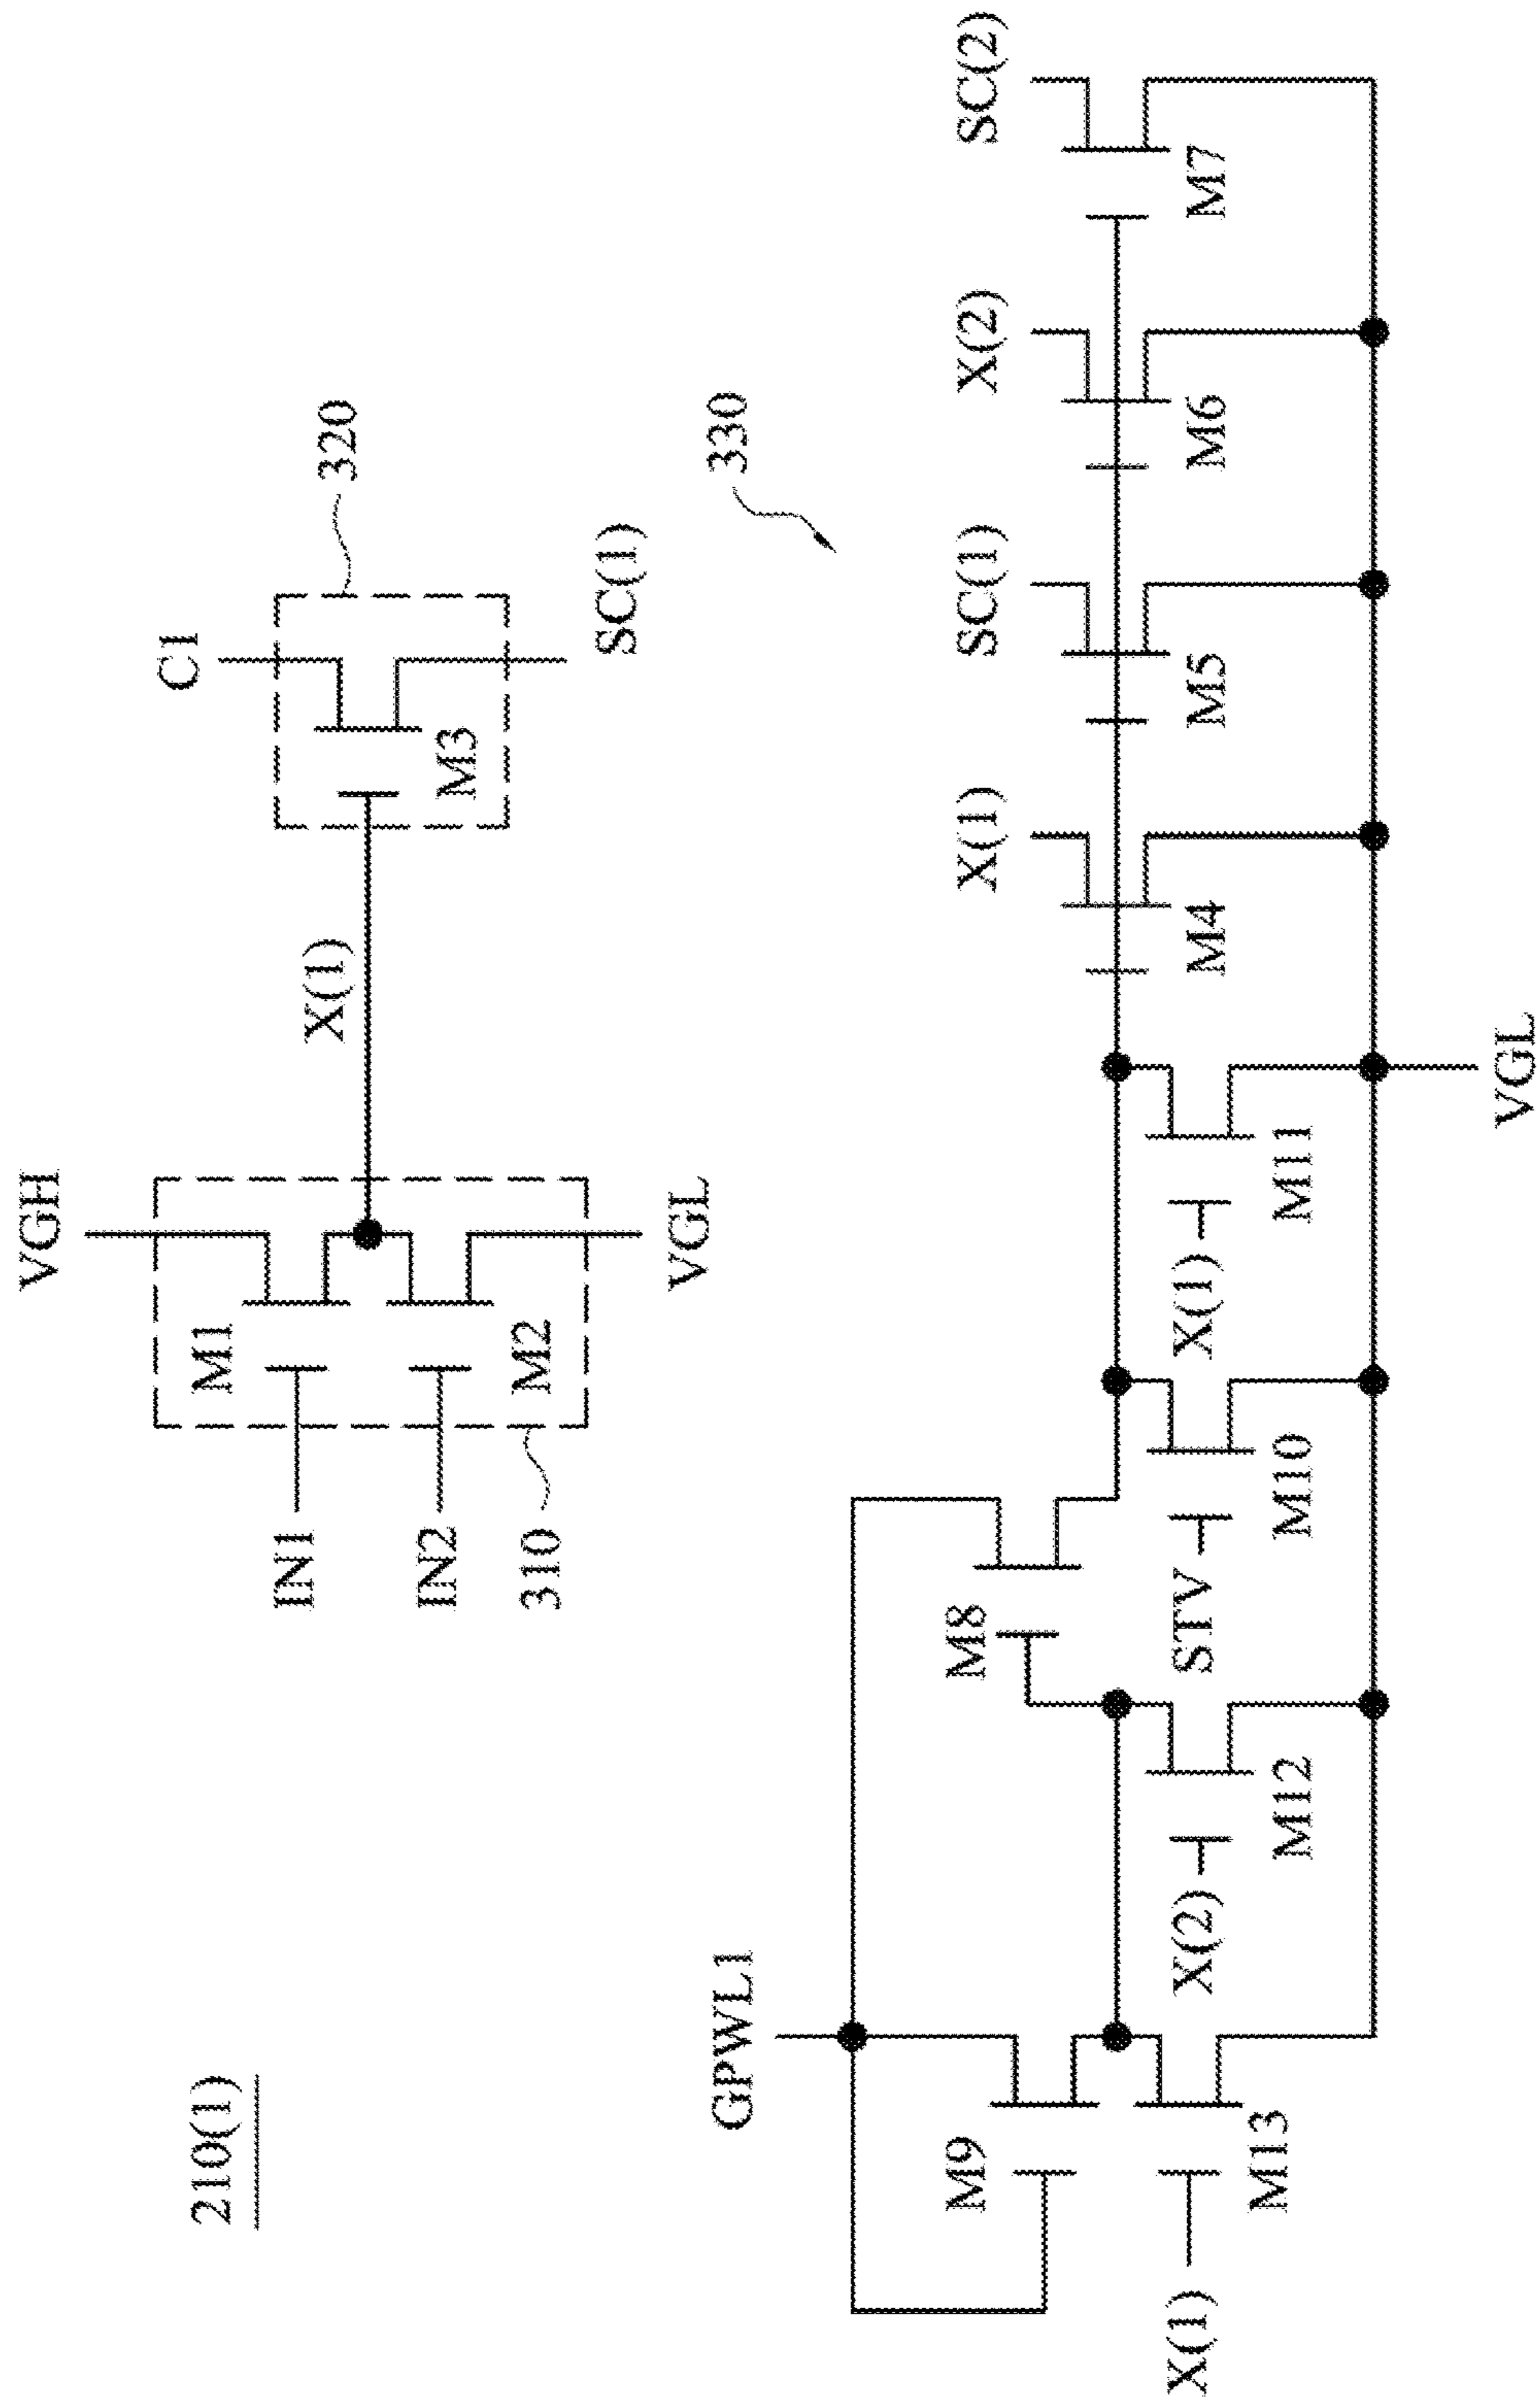 210(1)
VGH
M1
IN1
IN2
M2
310
VGL
X(1)
C1
320
M3
SC(1)
330
GPWL1
M9
X(1)
M13
X(2)
M12
M8
STV
M10
X(1)
M11
VGL
X(1)
M4
SC(1)
M5
X(2)
M6
SC(2)
M7